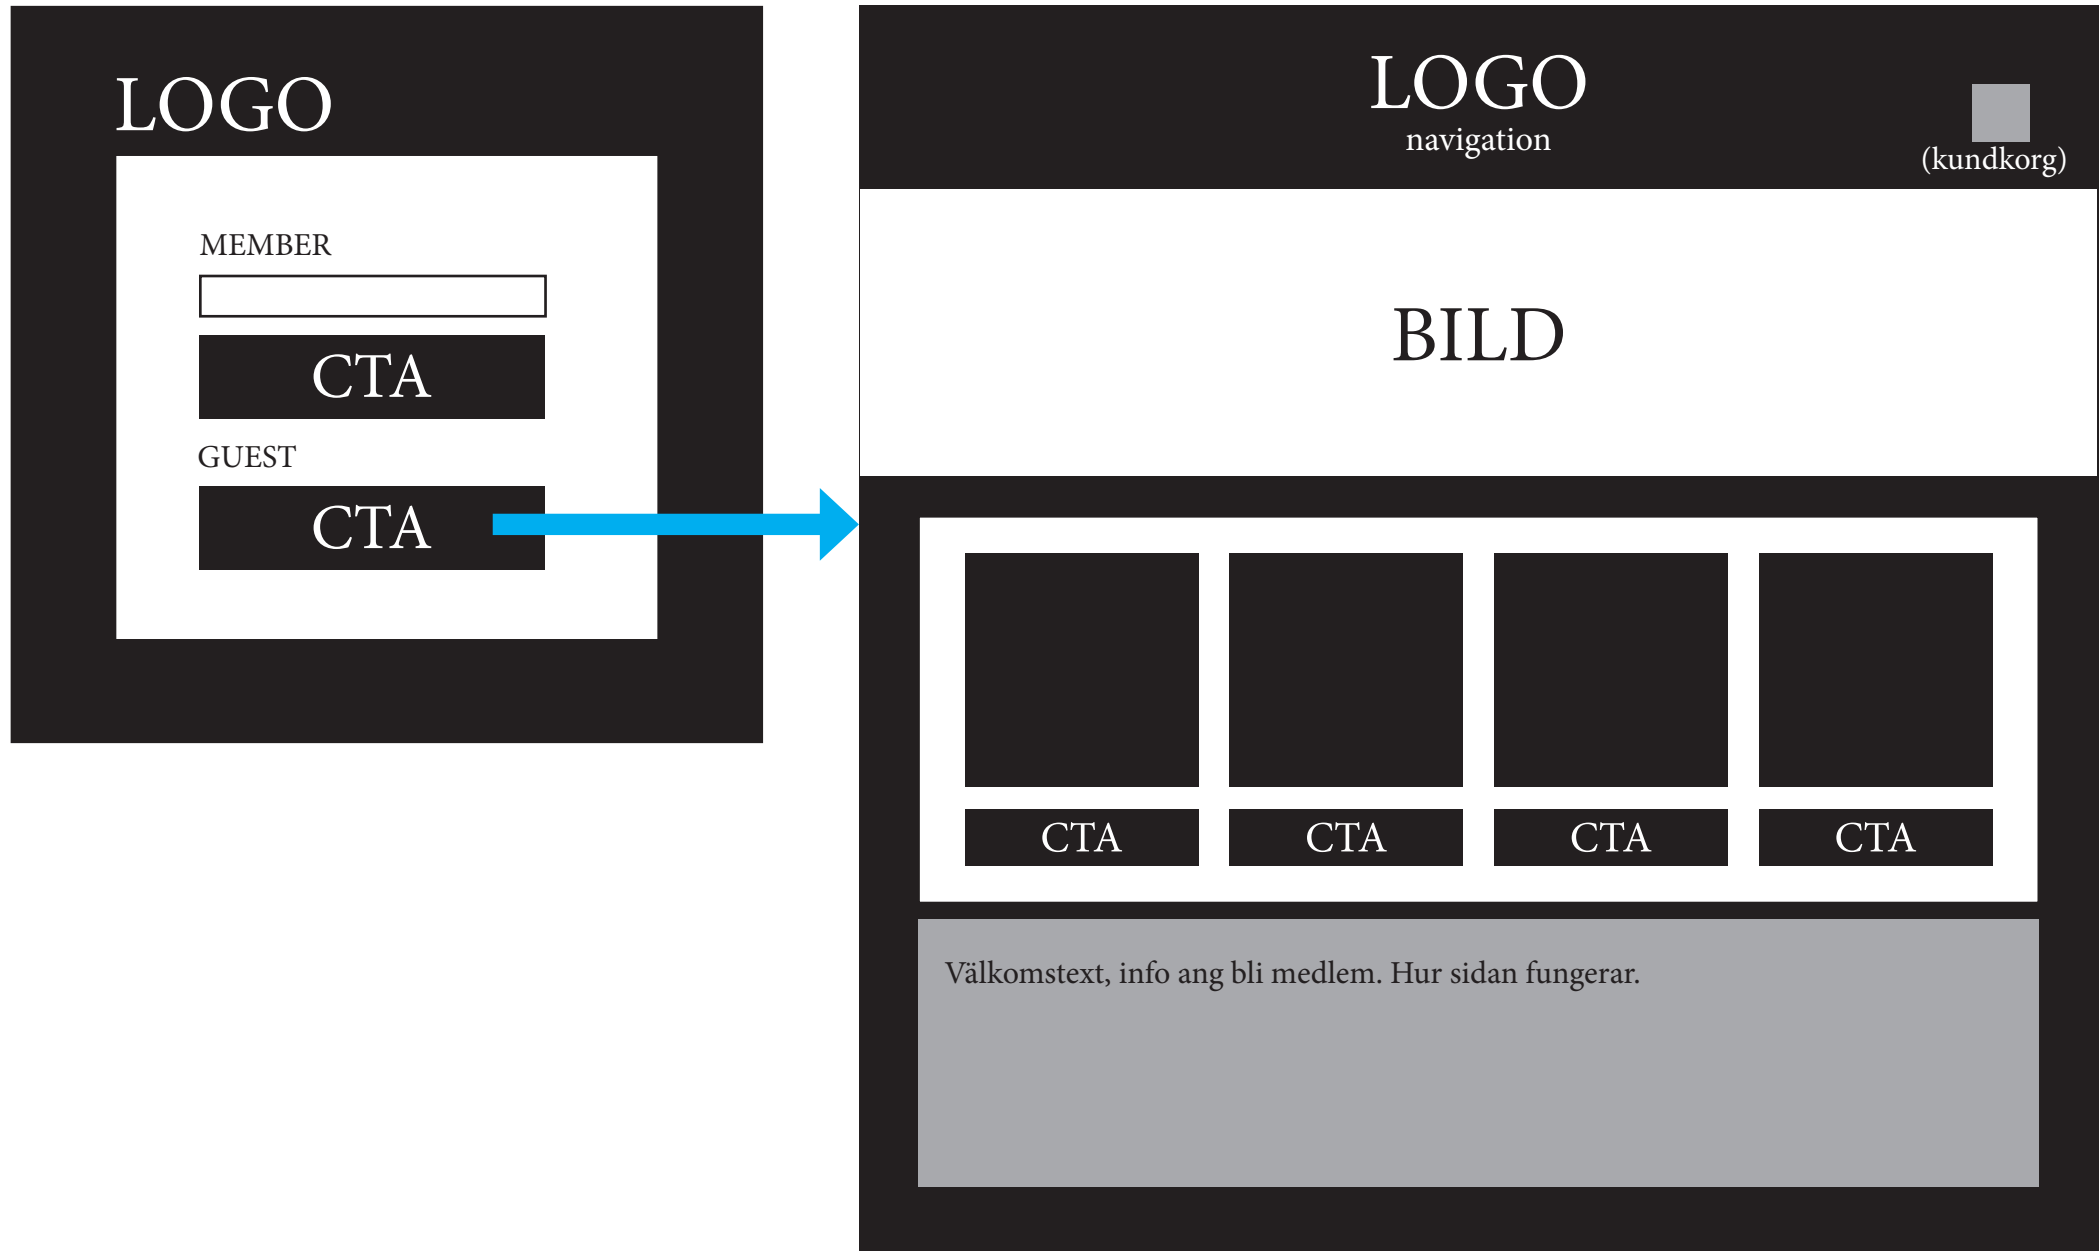 LOGO
MEMBER
CTA
GUEST
CTA
LOGO
navigation
(kundkorg)
BILD
CTA
CTA
CTA
CTA
Välkomstext, info ang bli medlem. Hur sidan fungerar.